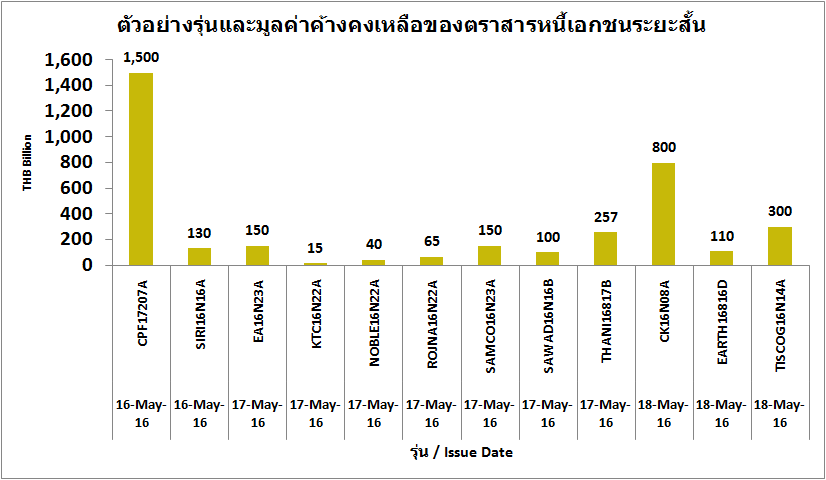 ตัวอย่างรุ่นและมูลค่าค้างคงเหลือของตราสารหนี้เอกชนระยะสั้น
THB Billion
1,600
1,400
1,200
1,000
800
600
400
200
0
1,500
130
150
15
40
65
150
100
257
800
110
300
CPF17207A
SIRI16N16A
EA16N23A
KTC16N22A
NOBLE16N22A
ROJNA16N22A
SAMCO16N23A
SAWAD16N16B
THANI16817B
CK16N08A
EARTH16816D
TISCOG16N14A
16-May-16
16-May-16
17-May-16
17-May-16
17-May-16
17-May-16
17-May-16
17-May-16
17-May-16
18-May-16
18-May-16
18-May-16
รุ่น / Issue Date